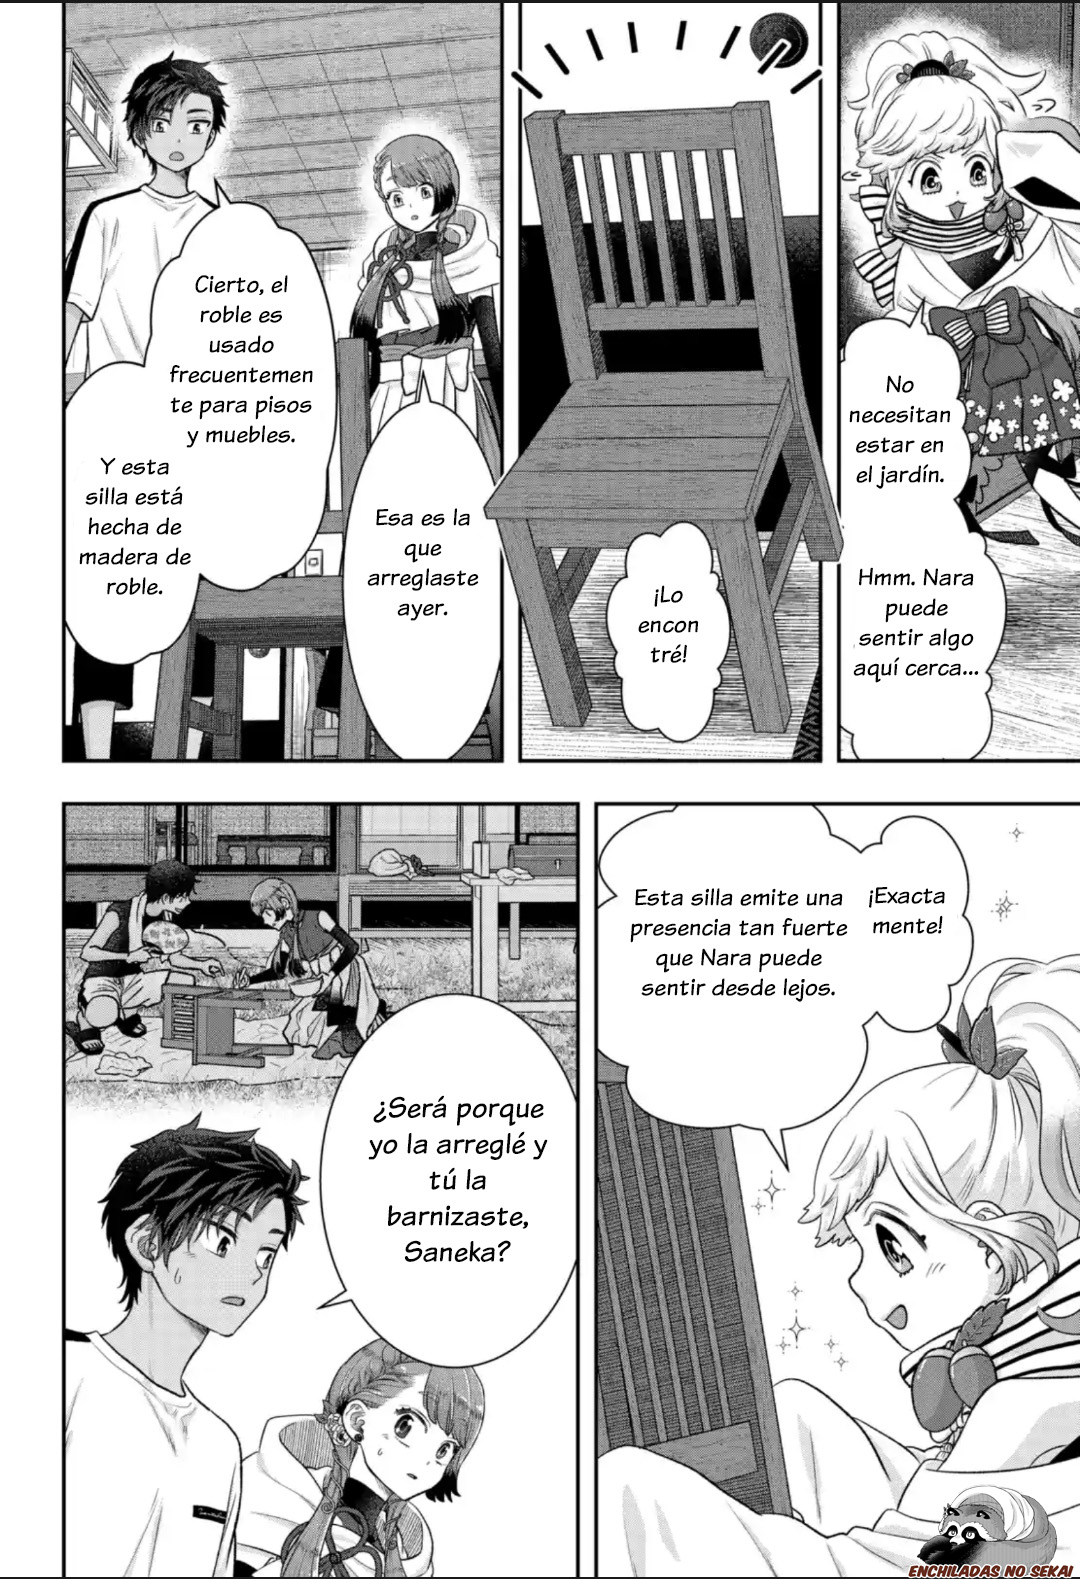 No
necesitan
estar en
el jardín.
Hmm. Nara
puede
sentir algo
aquí cerca...
¡Lo
encon
tré!
Esa es la
que
arreglaste
ayer.
Cierto, el
roble es
usado
frecuentemen
te para pisos
y muebles.
Y esta
silla está
hecha de
madera de
roble.
¡Exacta
mente!
Esta silla emite una
presencia tan fuerte
que Nara puede
sentir desde lejos.
¿Será porque
yo la arreglé y
tú la
barnizaste,
Saneka?
ENCHILADAS NO SEKAI